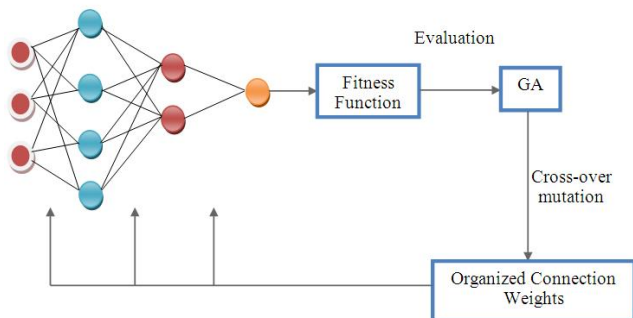 Evaluation
Fitness
Function
GA
Cross-over
mutation
Organized Connection
Weights